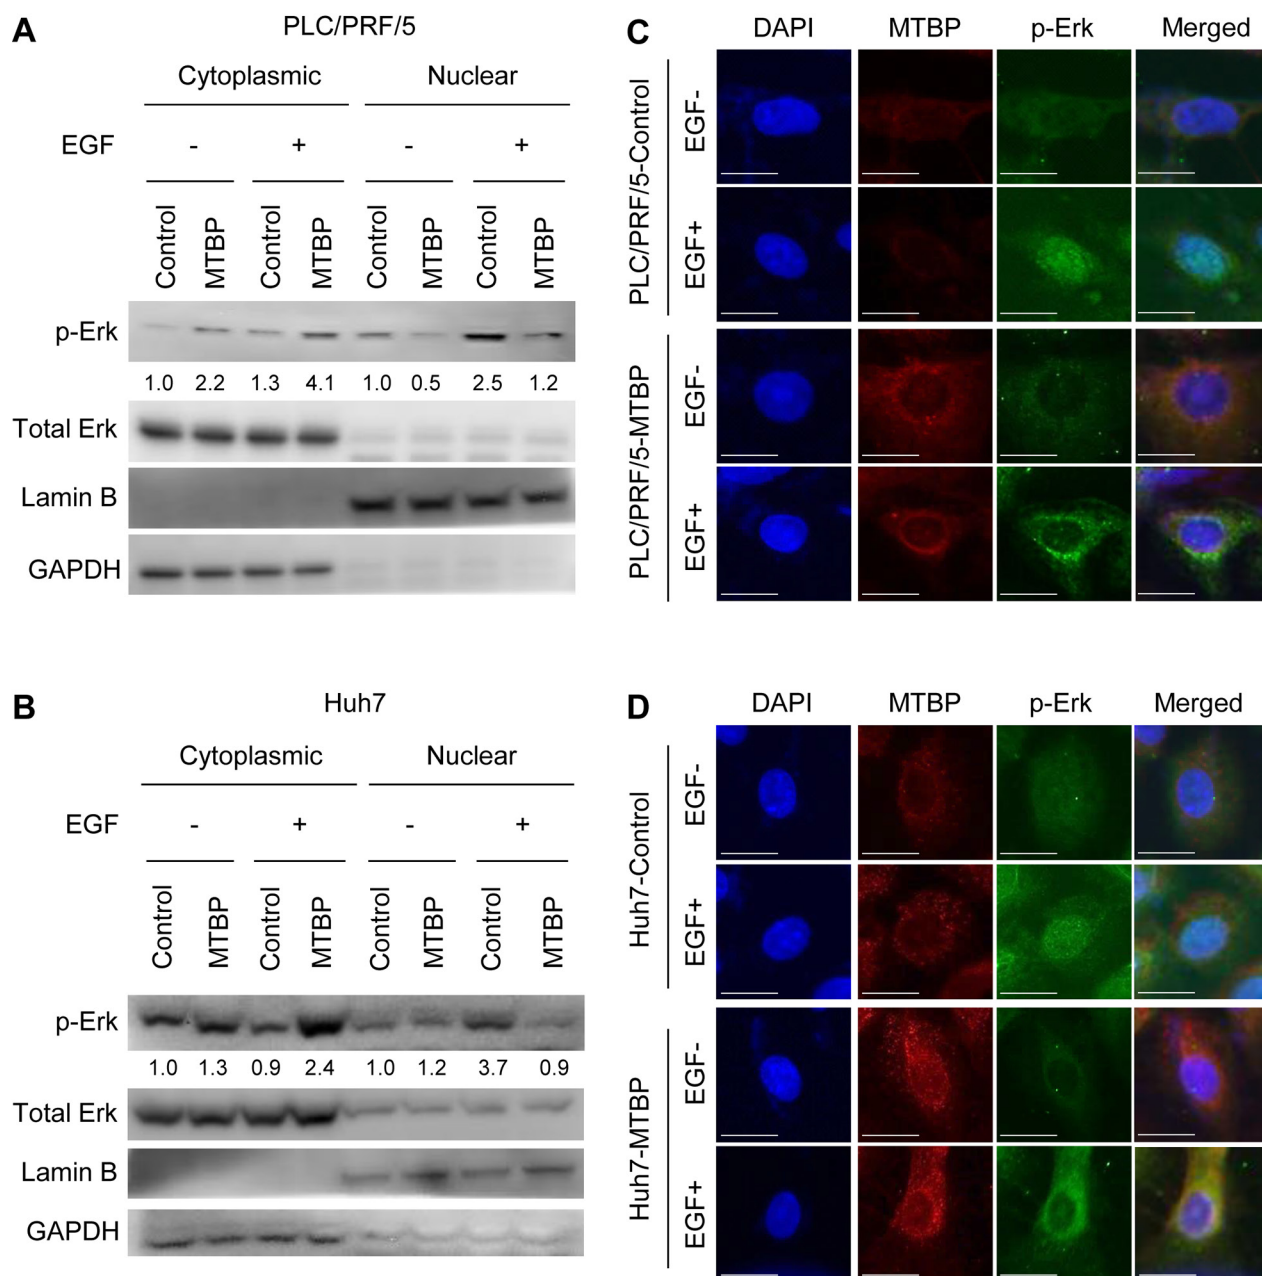 A
PLC/PRF/5
Cytoplasmic Nuclear
EGF - + - +
Control MTBP Control MTBP Control MTBP Control MTBP
p-Erk
1.0 2.2 1.3 4.1 1.0 0.5 2.5 1.2
Total Erk
Lamin B
GAPDH
B
Huh7
Cytoplasmic Nuclear
EGF - + - +
Control MTBP Control MTBP Control MTBP Control MTBP
p-Erk
1.0 1.3 0.9 2.4 1.0 1.2 3.7 0.9
Total Erk
Lamin B
GAPDH
C
DAPI MTBP p-Erk Merged
PLC/PRF/5-Control
EGF-
EGF+
PLC/PRF/5-MTBP
EGF-
EGF+
D
DAPI MTBP p-Erk Merged
Huh7-Control
EGF-
EGF+
Huh7-MTBP
EGF-
EGF+